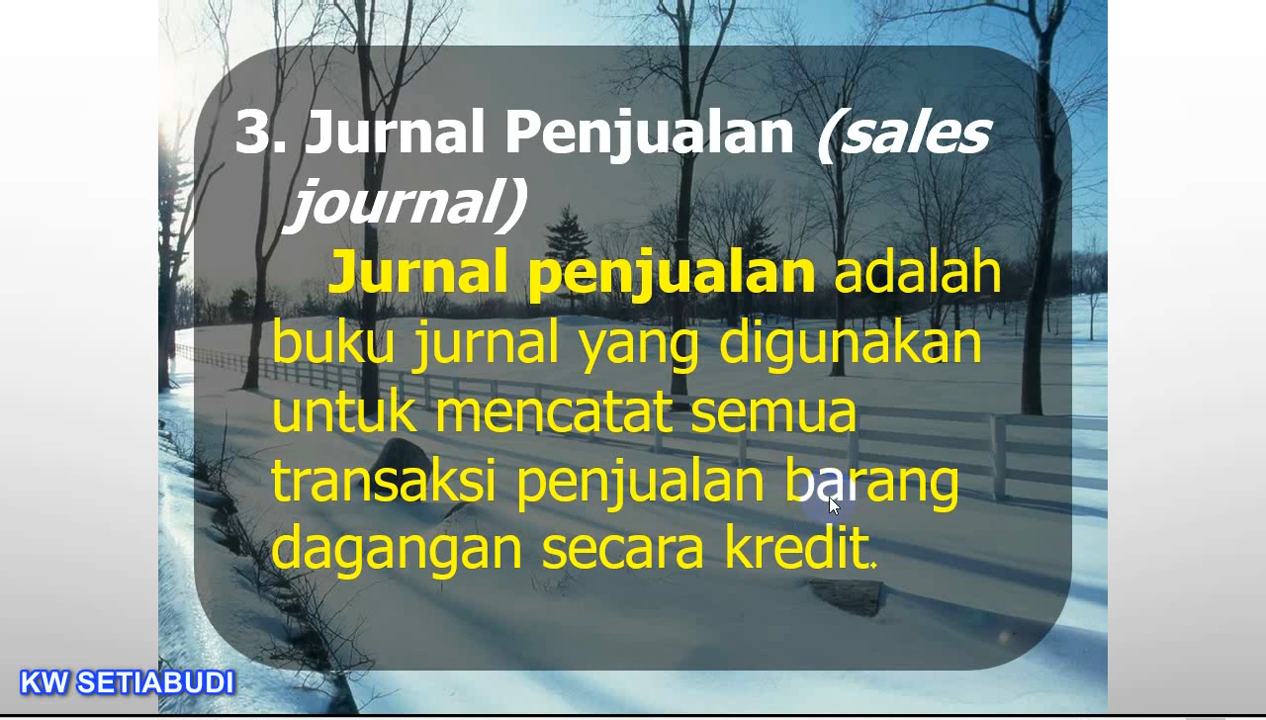 3. Jurnal Penjualan (sales
journal)
Jurnal penjualan adalah
buku jurnal yang digunakan
untuk mencatat semua
transaksi penjualan barang
dagangan secara kredit.
KW SETIABUDI